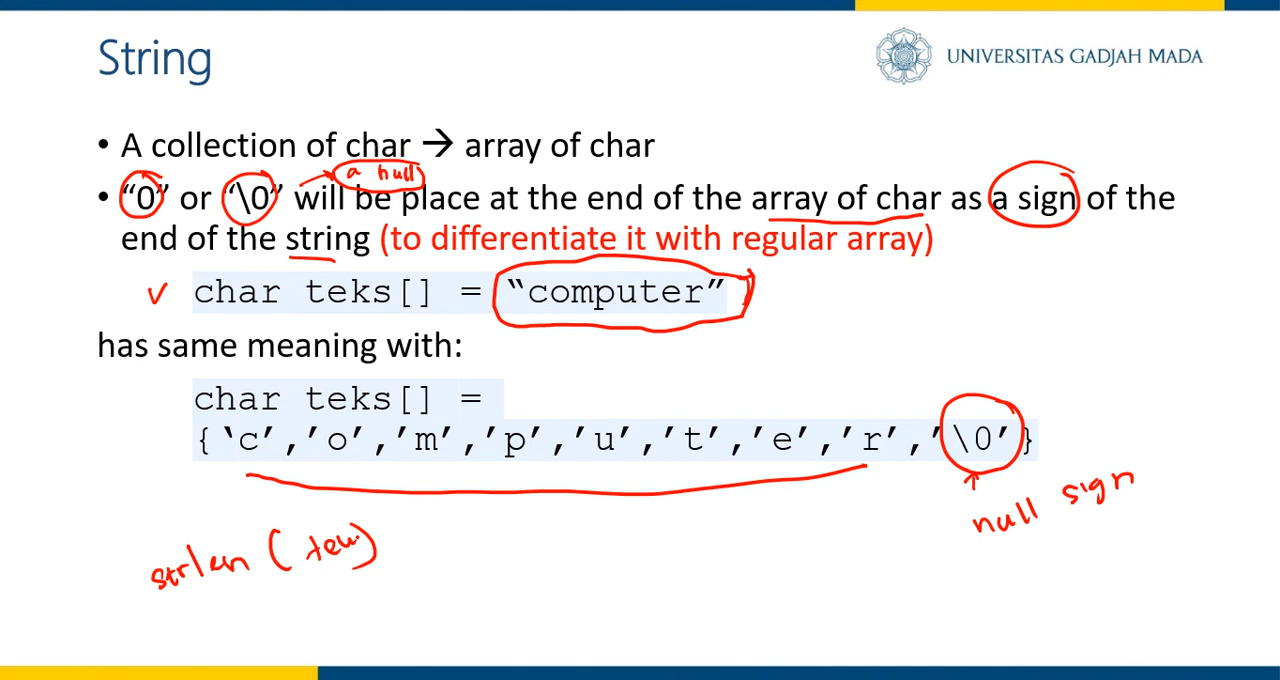 String
UNIVERSITAS GADJAH MADA
• A collection of char → array of char
a null
• “0” or “\0” will be place at the end of the array of char as a sign of the
end of the string (to differentiate it with regular array)
char teks[] = “computer”
has same meaning with:
char teks[] =
{‘c’,’o’,’m’,’p’,’u’,’t’,’e’,’r’,’\0’}
null sign
strlen (